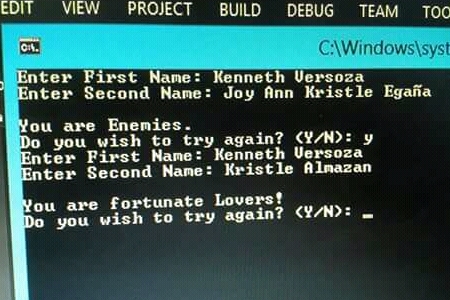 EDIT VIEW PROJECT BUILD DEBUG TEAM TOO
C:\Windows\syst
Enter First Name: Kenneth Versoza
Enter Second Name: Joy Ann Kristle Egaña
You are Enemies.
Do you wish to try again? (Y/N): y
Enter First Name: Kenneth Versoza
Enter Second Name: Kristle Almazan
You are fortunate Lovers!
Do you wish to try again? (Y/N):